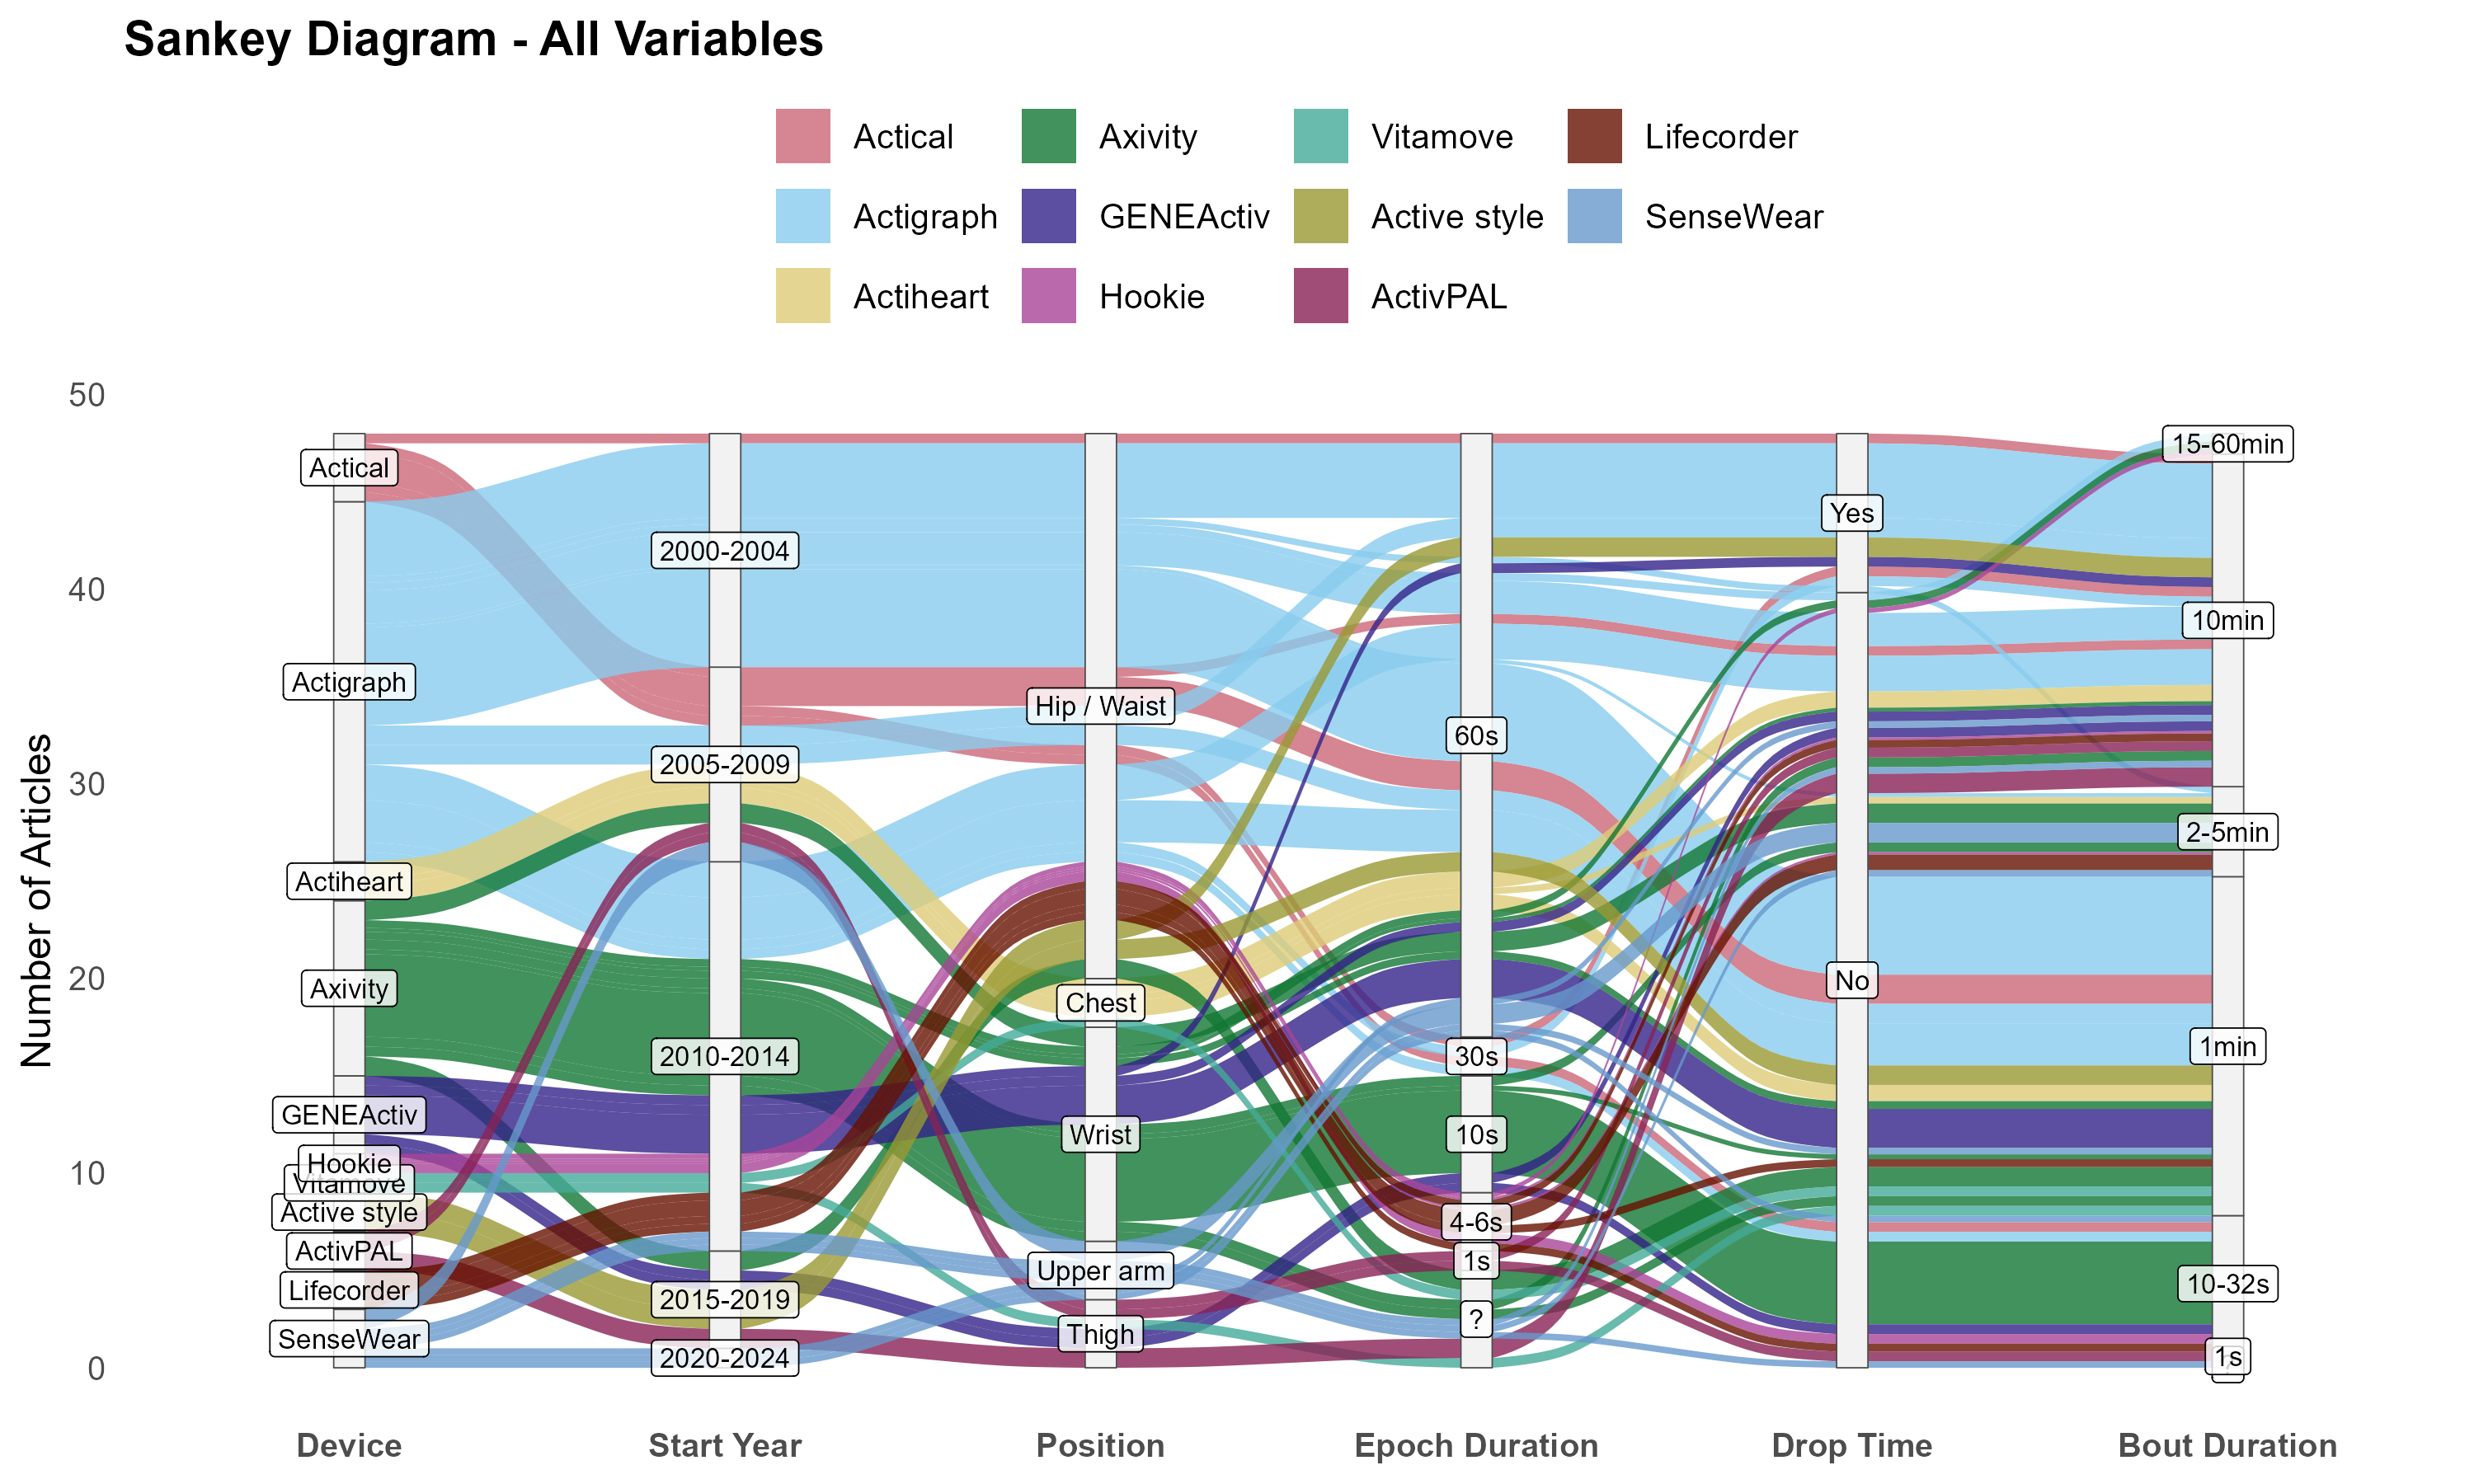 Sankey Diagram - All Variables
Actical
Axivity
Vitamove
Lifecorder
Actigraph
GENEActiv
Active style
SenseWear
Actiheart
Hookie
ActivPAL
Number of Articles
50
40
30
20
10
0
Actical
Actigraph
Actiheart
Axivity
GENEActiv
Hookie
Vitamove
Active style
ActivPAL
Lifecorder
SenseWear
2000-2004
2005-2009
2010-2014
2015-2019
2020-2024
Hip / Waist
Chest
Wrist
Upper arm
Thigh
60s
30s
10s
4-6s
1s
?
Yes
No
15-60min
10min
2-5min
1min
10-32s
1s
Device
Start Year
Position
Epoch Duration
Drop Time
Bout Duration